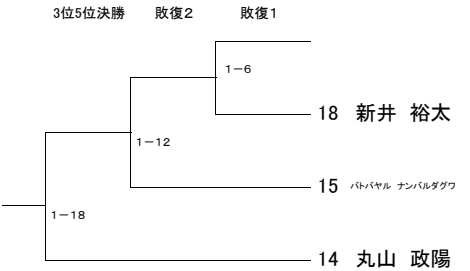 3位5位決勝 敗復2 敗復1
1－6
18 新井 裕太
1－12
15 バトバヤル ナンバルダグワ
1－18
14 丸山 政陽